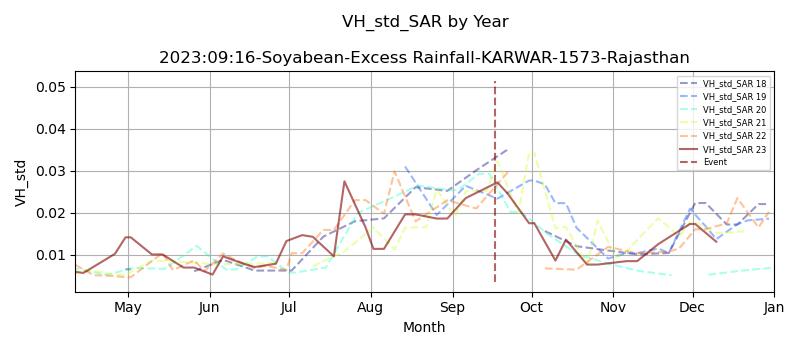 VH_std_SAR by Year
2023:09:16-Soyabean-Excess Rainfall-KARWAR-1573-Rajasthan
0.05
0.04
0.03
0.02
0.01
VH_std
VH_std_SAR 18
VH_std_SAR 19
VH_std_SAR 20
VH_std_SAR 21
VH_std_SAR 22
VH_std_SAR 23
Event
May Jun Jul Aug Sep Oct Nov Dec Jan
Month